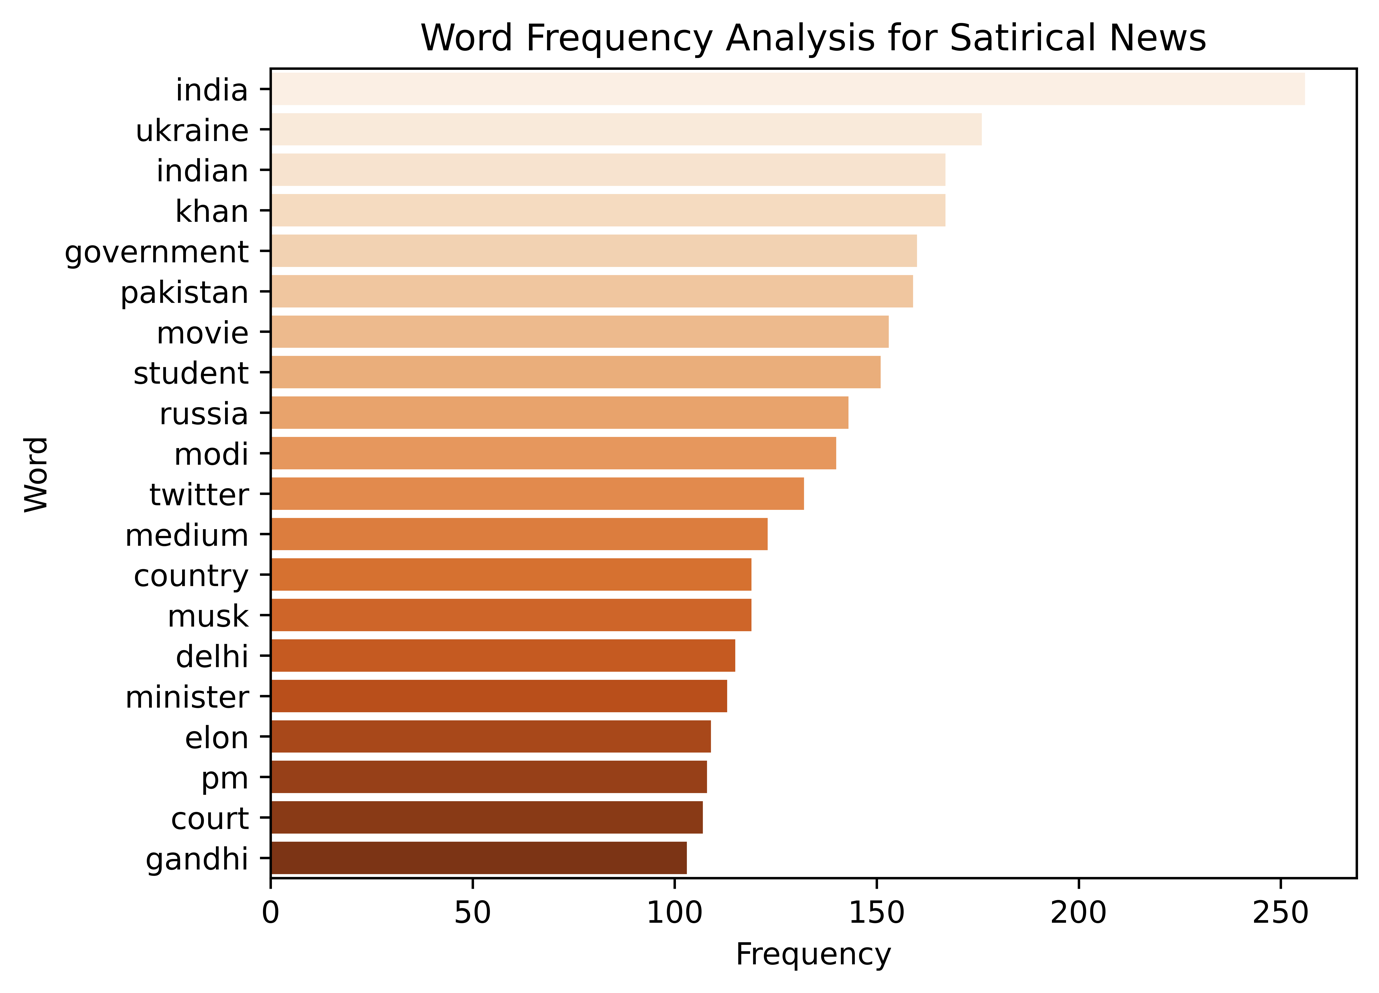 Word Frequency Analysis for Satirical News
india
ukraine
indian
khan
government
pakistan
movie
student
russia
modi
twitter
medium
country
musk
delhi
minister
elon
pm
court
gandhi
Word
0 50 100 150 200 250
Frequency